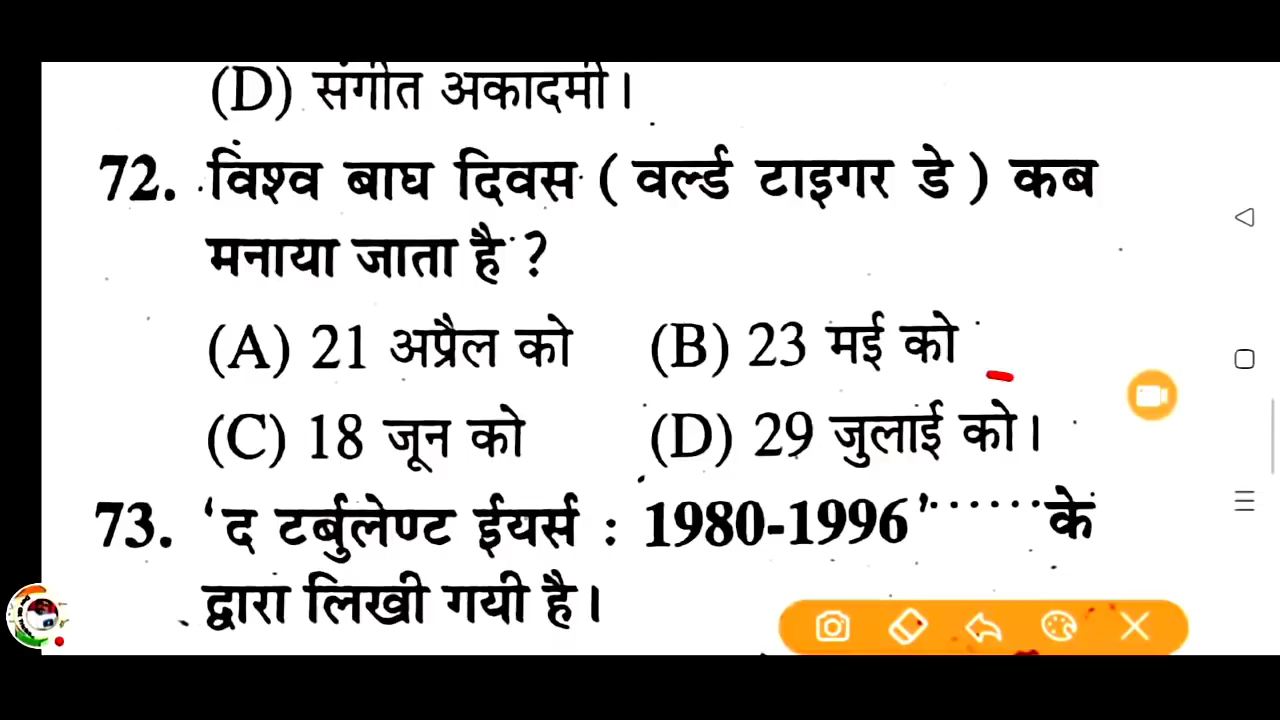 (D) संगीत अकादमी।
72. विश्व बाघ दिवस ( वर्ल्ड टाइगर डे ) कब
मनाया जाता है ?
(A) 21 अप्रैल को (B) 23 मई को
(C) 18 जून को (D) 29 जुलाई को।
73. ‘द टर्बुलेण्ट ईयर्स : 1980-1996’······ के
द्वारा लिखी गयी है।